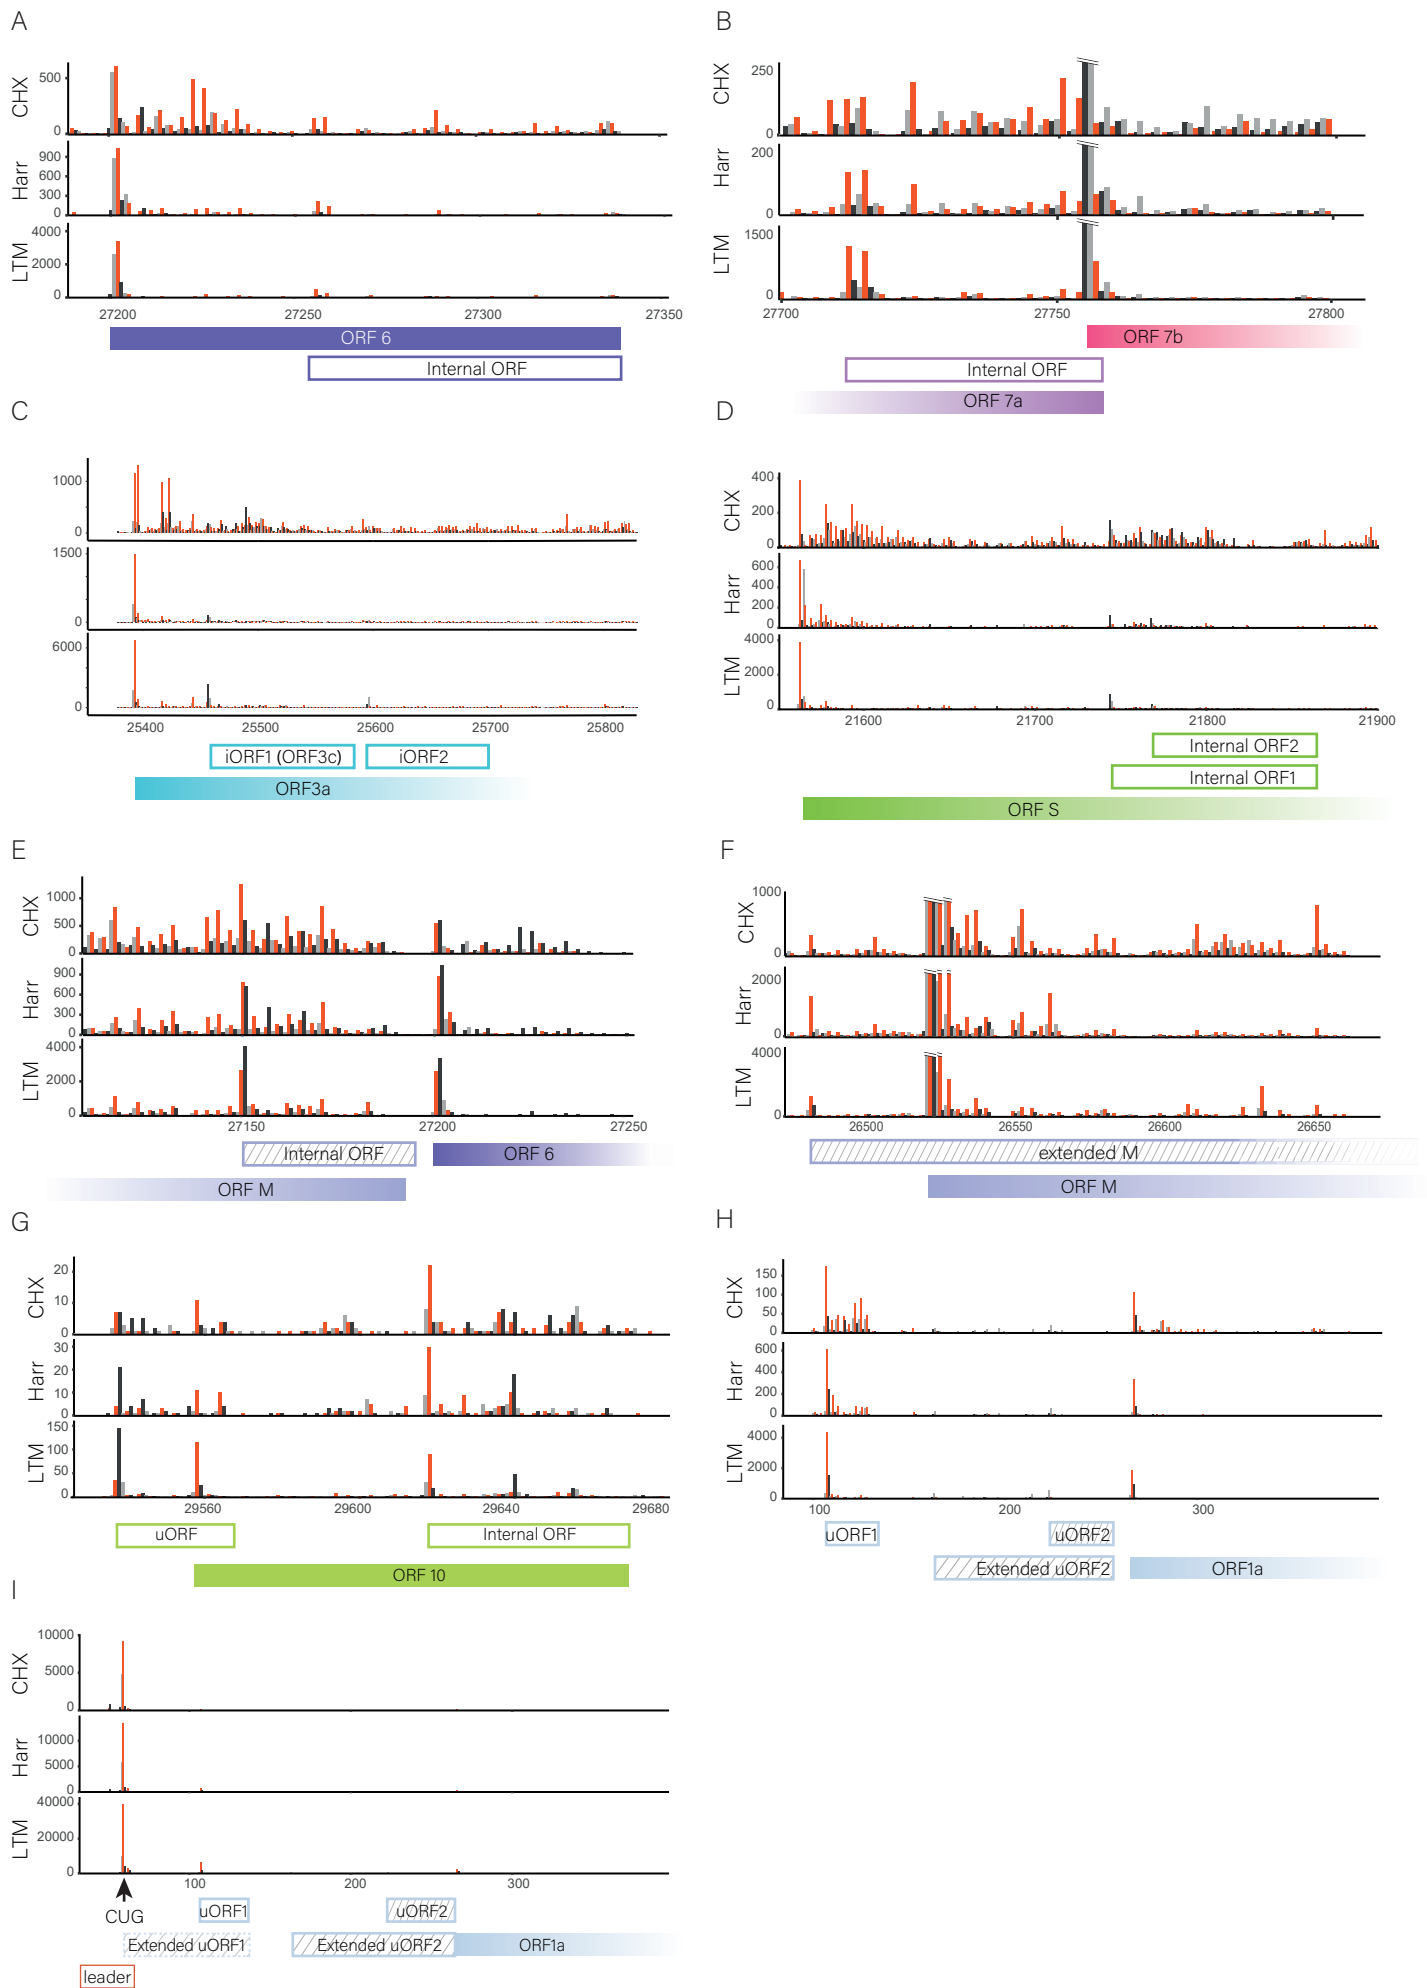 A
CHX
500
0
Harr
900
600
300
0
LTM
4000
2000
0
27200
27250
27300
27350
ORF 6
Internal ORF
B
CHX
250
0
Harr
200
0
LTM
1500
0
27700
27750
27800
ORF 7b
Internal ORF
ORF 7a
C
1000
0
1500
0
6000
0
25400
25500
25600
25700
25800
iORF1 (ORF3c)
iORF2
ORF3a
D
CHX
400
200
0
Harr
600
400
200
0
LTM
4000
2000
0
21600
21700
21800
21900
Internal ORF2
Internal ORF1
ORF S
E
CHX
1000
500
0
Harr
900
600
300
0
LTM
4000
2000
0
27150
27200
27250
Internal ORF
ORF 6
ORF M
F
CHX
1000
0
Harr
2000
0
LTM
4000
0
26500
26550
26600
26650
extended M
ORF M
G
CHX
20
10
0
Harr
30
20
10
0
LTM
150
100
50
0
29560
29600
29640
29680
uORF
Internal ORF
ORF 10
H
CHX
150
100
50
0
Harr
600
400
200
0
LTM
4000
2000
0
100
200
300
uORF1
uORF2
Extended uORF2
ORF1a
I
CHX
10000
5000
0
Harr
10000
5000
0
LTM
40000
20000
0
100
200
300
CUG
uORF1
uORF2
Extended uORF1
Extended uORF2
ORF1a
leader